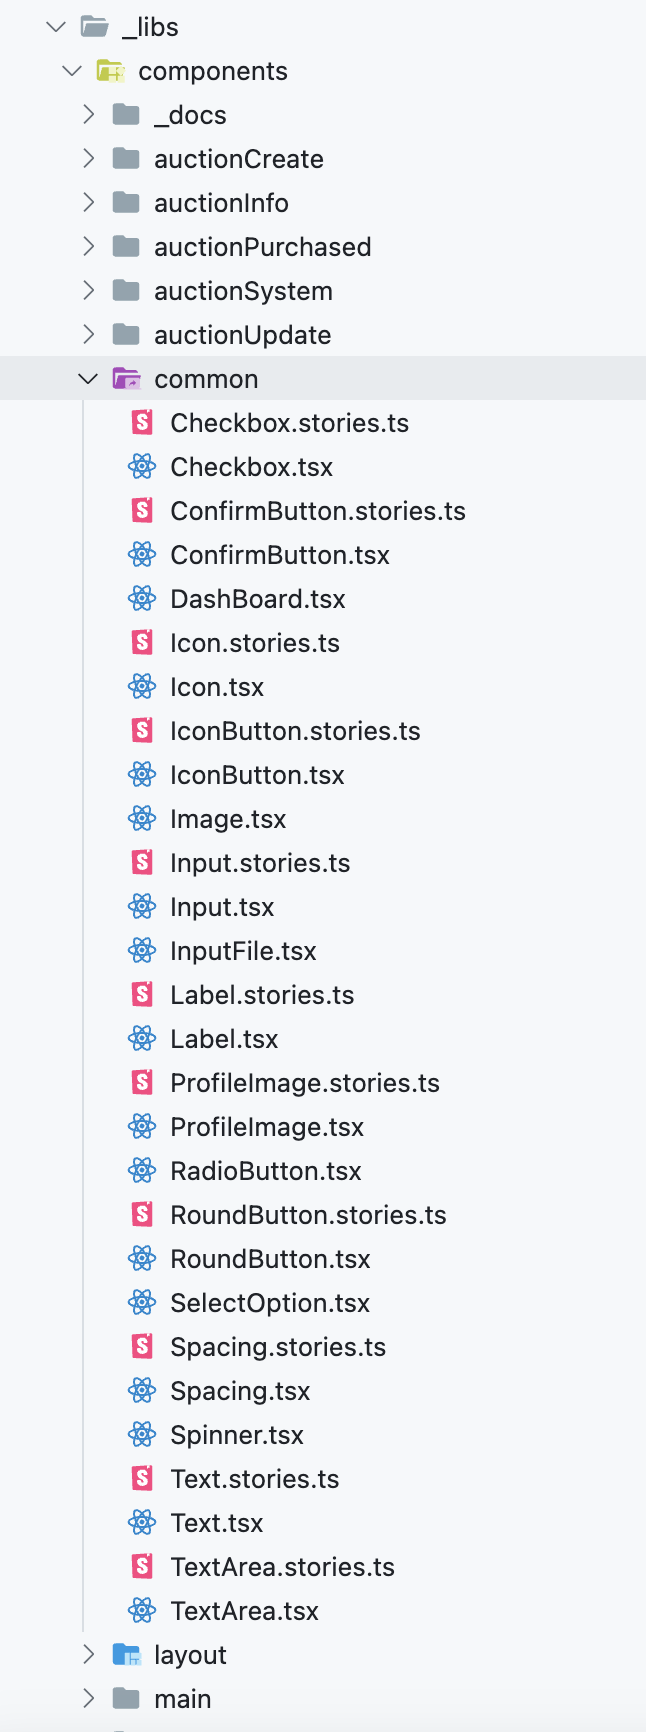 _libs
components
_docs
auctionCreate
auctionInfo
auctionPurchased
auctionSystem
auctionUpdate
common
Checkbox.stories.ts
Checkbox.tsx
ConfirmButton.stories.ts
ConfirmButton.tsx
DashBoard.tsx
Icon.stories.ts
Icon.tsx
IconButton.stories.ts
IconButton.tsx
Image.tsx
Input.stories.ts
Input.tsx
InputFile.tsx
Label.stories.ts
Label.tsx
ProfileImage.stories.ts
ProfileImage.tsx
RadioButton.tsx
RoundButton.stories.ts
RoundButton.tsx
SelectOption.tsx
Spacing.stories.ts
Spacing.tsx
Spinner.tsx
Text.stories.ts
Text.tsx
TextArea.stories.ts
TextArea.tsx
layout
main